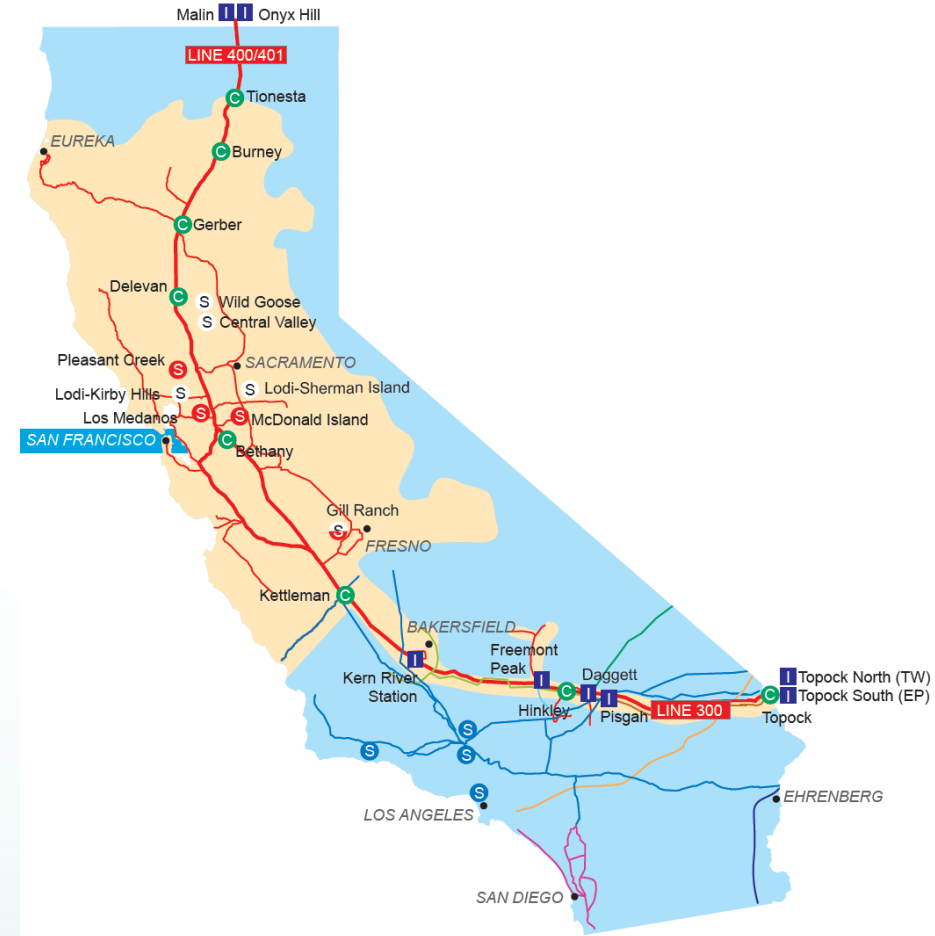 Malin I I Onyx Hill
LINE 400/401
C Tionesta
EUREKA
C Burney
C Gerber
Delevan C
S Wild Goose
S Central Valley
Pleasant Creek S
SACRAMENTO
Lodi-Kirby Hills S
S Lodi-Sherman Island
Los Medanos S
S McDonald Island
SAN FRANCISCO
C Bethany
Gill Ranch
S
FRESNO
Kettleman C
BAKERSFIELD
I
Kern River
Station
Freemont
Peak I
Daggett
I
Hinkley C
I
Pisgah
LINE 300
I Topock North (TW)
C I Topock South (EP)
Topock
S
S
S
S
LOS ANGELES
EHRENBERG
SAN DIEGO